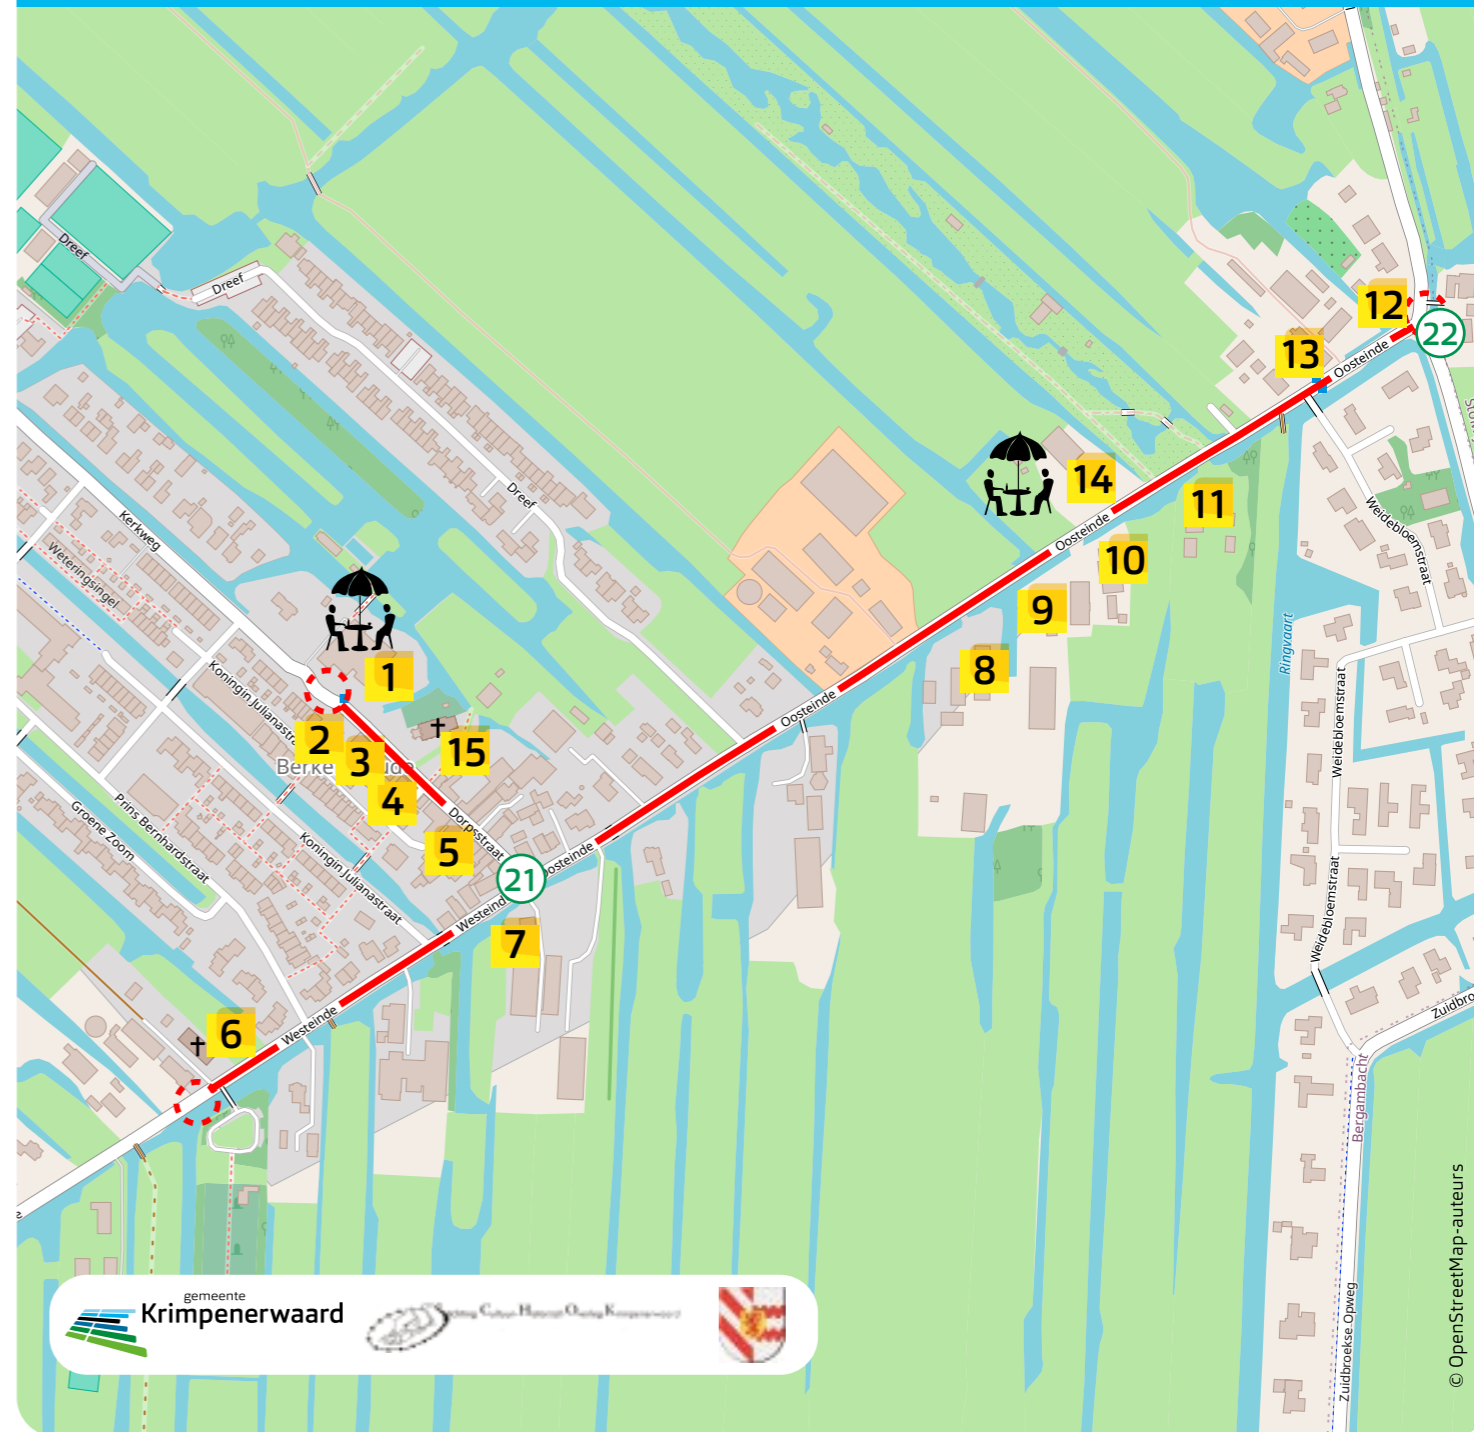 Dreef
Dreef
12
22
13
Oosteinde
14
Dreef
11
Oosteinde
Weidebloemstraat
Kerkweg
10
Weteringsingel
9
Ringvaart
1
8
Koningin Julianastraat
2
3
15
Oosteinde
Weidebloemstraat
4
Prins Bernhardstraat
Groene Zoom
Dorpsstraat
5
Koningin Julianastraat
21
Oosteinde
Westeinde
7
Weidebloemstraat
6
Westeinde
Bergambacht
gemeente
Krimpenerwaard
Zuidbroekse Opweg
© OpenStreetMap-auteurs